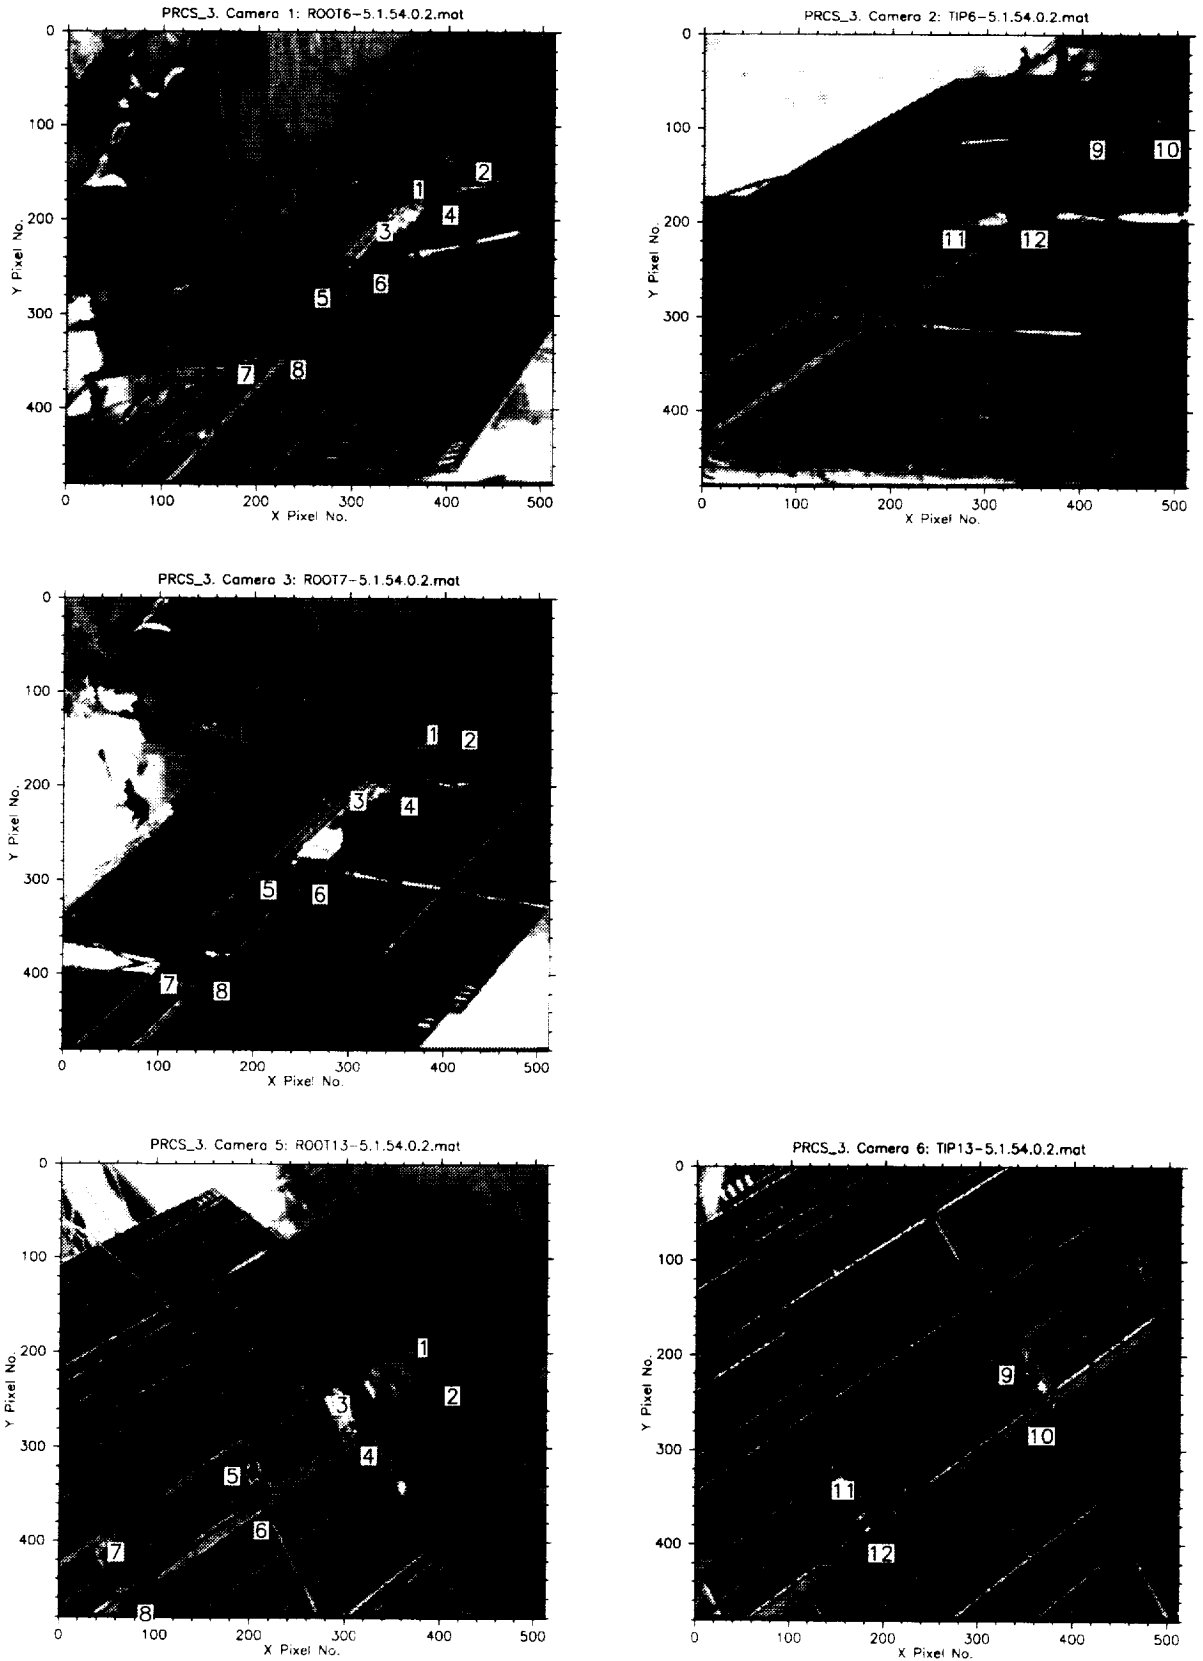 PRCS_3. Camera 1: ROOT6-5.1.54.0.2.mat
0
100
200
300
400
Y Pixel No.
1
2
3
4
5
6
7
8
0 100 200 300 400 500
X Pixel No.
PRCS_3. Camera 2: TIP6-5.1.54.0.2.mat
0
100
200
300
400
Y Pixel No.
9
10
11
12
0 100 200 300 400 500
X Pixel No.
PRCS_3. Camera 3: ROOT7-5.1.54.0.2.mat
0
100
200
300
400
Y Pixel No.
1
2
3
4
5
6
7
8
0 100 200 300 400 500
X Pixel No.
PRCS_3. Camera 5: ROOT13-5.1.54.0.2.mat
0
100
200
300
400
Y Pixel No.
1
2
3
4
5
6
7
8
0 100 200 300 400 500
X Pixel No.
PRCS_3. Camera 6: TIP13-5.1.54.0.2.mat
0
100
200
300
400
Y Pixel No.
9
10
11
12
0 100 200 300 400 500
X Pixel No.